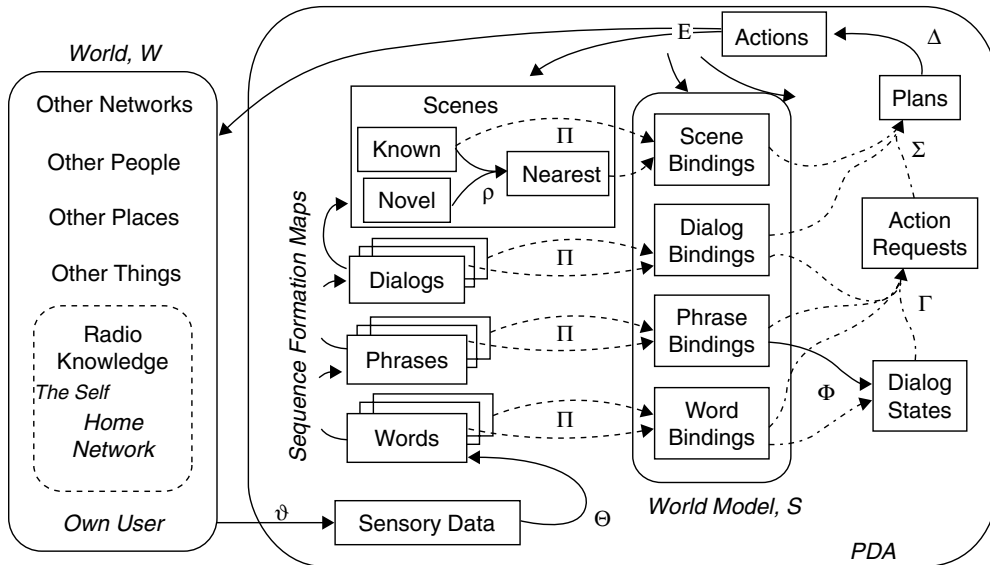 World, W
Other Networks
Other People
Other Places
Other Things
Radio
Knowledge
The Self
Home
Network
Own User
ϑ
Sequence Formation Maps
Scenes
Known
Novel
ρ
Nearest
Dialogs
Phrases
Words
Sensory Data
Θ
Π
Π
Π
Π
E
Actions
Δ
Plans
Σ
Action
Requests
Γ
Dialog
States
Φ
Scene
Bindings
Dialog
Bindings
Phrase
Bindings
Word
Bindings
World Model, S
PDA